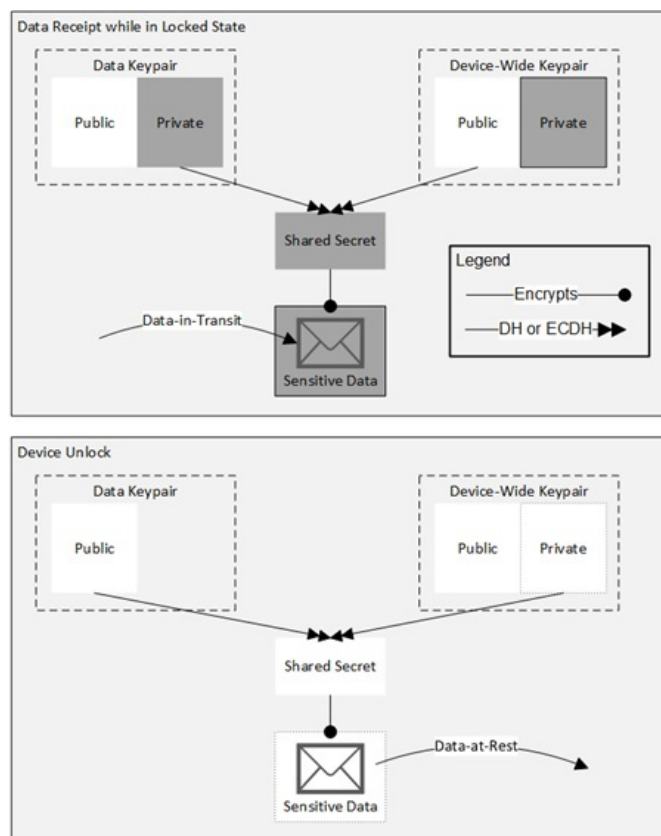 Data Receipt while in Locked State
Data Keypair
Device-Wide Keypair
Public
Private
Public
Private
Shared Secret
Legend
Encrypts
DH or ECDH
Data-in-Transit
Sensitive Data
Device Unlock
Data Keypair
Device-Wide Keypair
Public
Public
Private
Shared Secret
Data-at-Rest
Sensitive Data